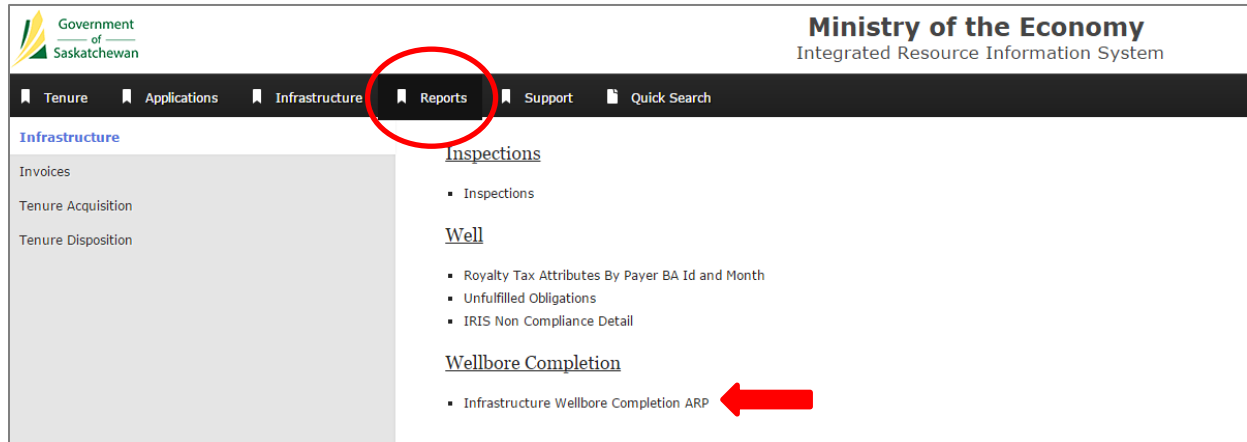 Government
of
Saskatchewan
Ministry of the Economy
Integrated Resource Information System
Tenure Applications Infrastructure Reports Support Quick Search
Infrastructure
Invoices
Tenure Acquisition
Tenure Disposition
Inspections
▪ Inspections
Well
▪ Royalty Tax Attributes By Payer BA Id and Month
▪ Unfulfilled Obligations
▪ IRIS Non Compliance Detail
Wellbore Completion
▪ Infrastructure Wellbore Completion ARP